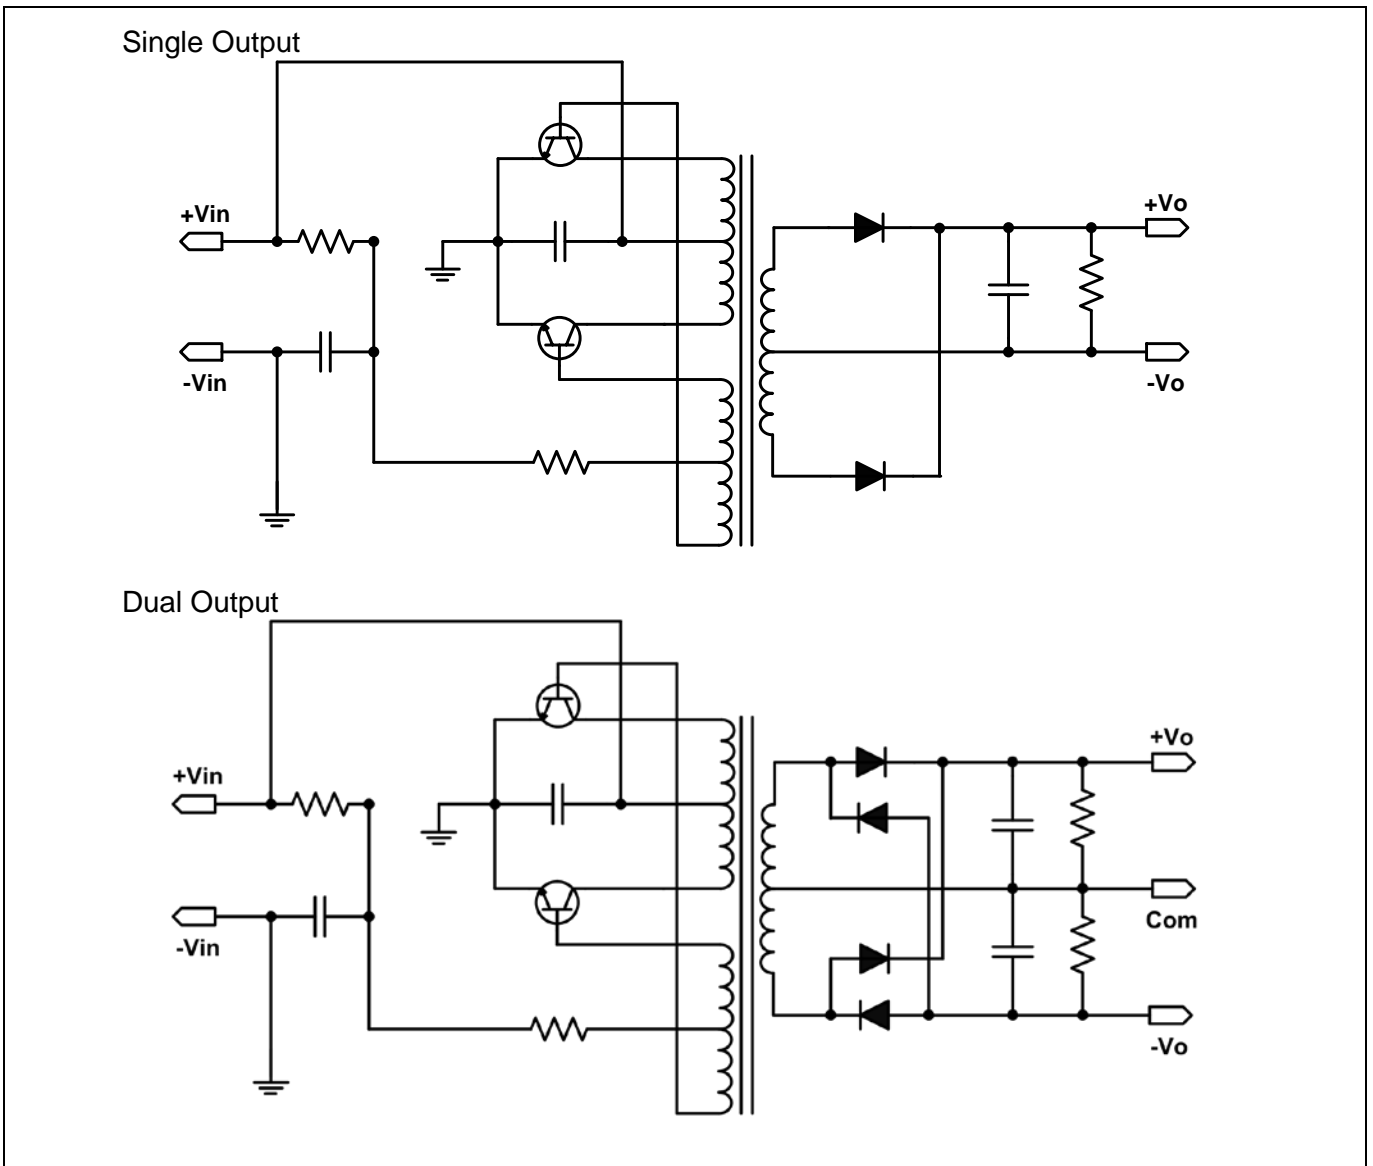 Single Output
+Vin
+Vo
-Vin
-Vo
Dual Output
+Vo
+Vin
Com
-Vin
-Vo